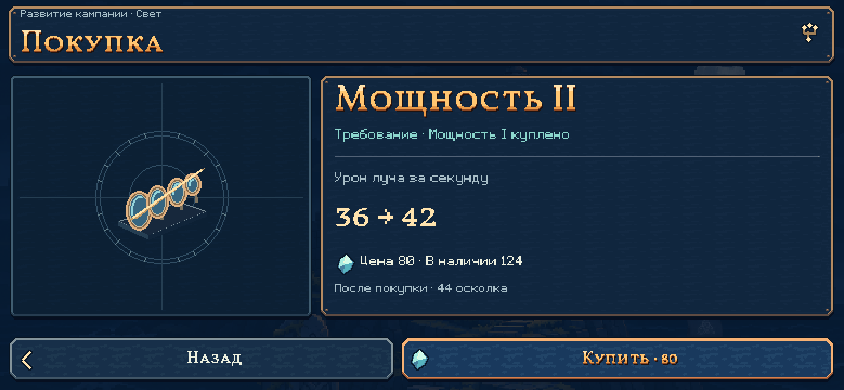 Развитие кампании · Свет
Покупка
Мощность II
Требование · Мощность I куплено
Урон луча за секунду
36 → 42
Цена 80 · В наличии 124
После покупки · 44 осколка
Назад
Купить · 80